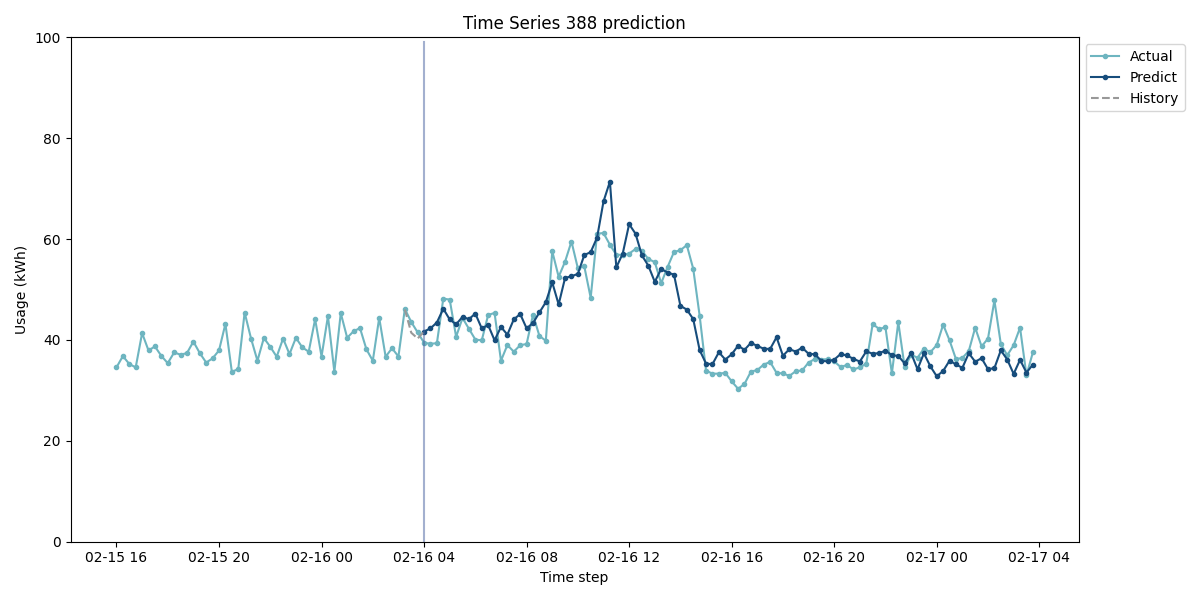 Time Series 388 prediction
100
80
60
40
20
0
Usage (kWh)
02-15 16
02-15 20
02-16 00
02-16 04
02-16 08
02-16 12
02-16 16
02-16 20
02-17 00
02-17 04
Time step
Actual
Predict
History